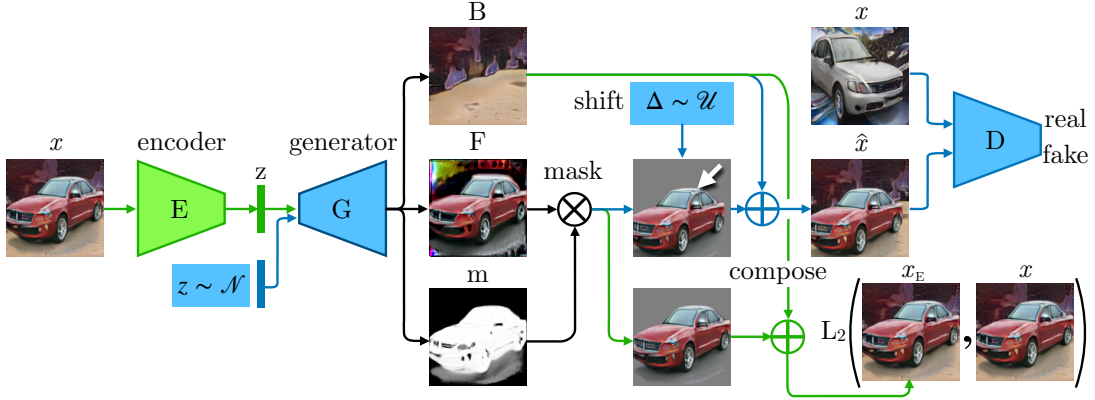 B
x
shift
Δ ∼ 𝒰
encoder
generator
real
x
z
F
mask
x̂
D
fake
E
G
z ∼ 𝒩
m
compose
x_E
x
L₂( , )